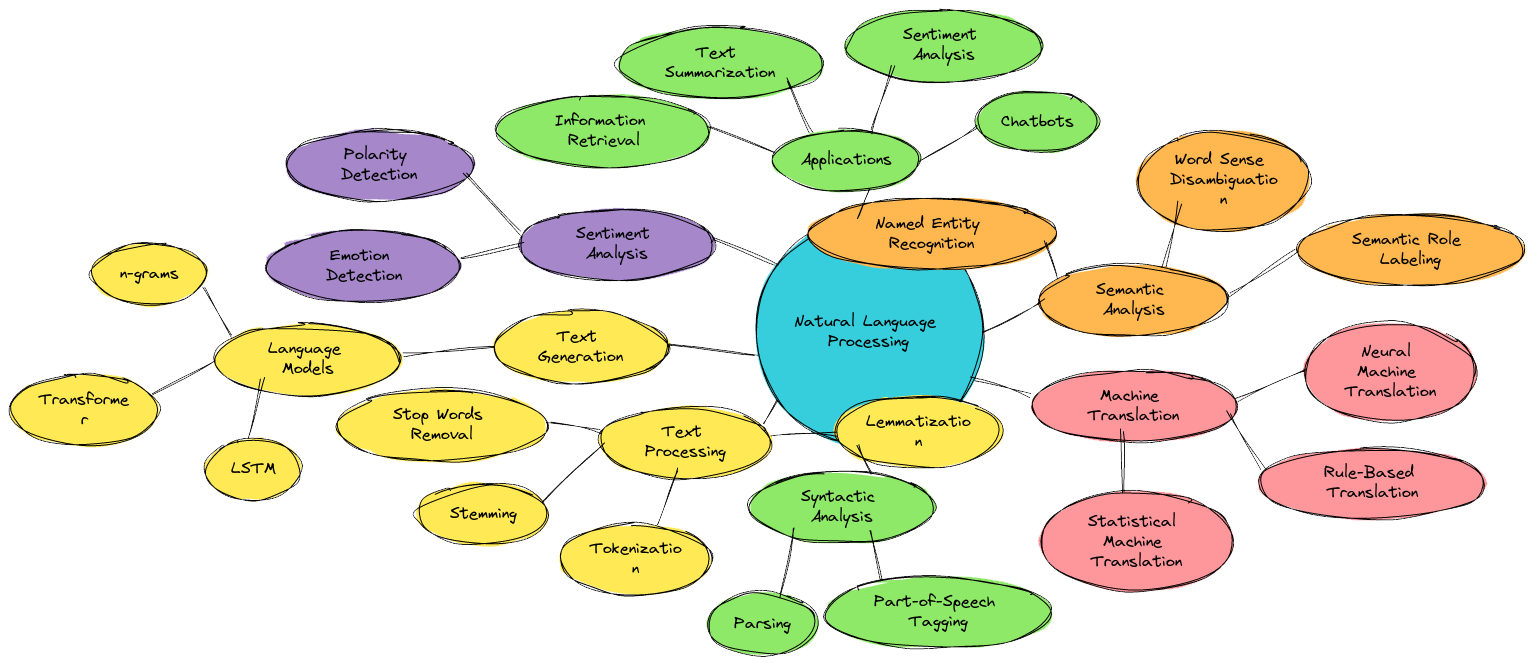 Sentiment
Analysis
Text
Summarization
Information
Retrieval
Chatbots
Applications
Polarity
Detection
Word Sense
Disambiguatio
n
Named Entity
Recognition
Semantic Role
Labeling
Sentiment
Analysis
Emotion
Detection
n-grams
Semantic
Analysis
Natural Language
Processing
Text
Generation
Language
Models
Neural
Machine
Translation
Transforme
r
Machine
Translation
Stop Words
Removal
Text
Processing
Lemmatizatio
n
LSTM
Rule-Based
Translation
Syntactic
Analysis
Stemming
Statistical
Machine
Translation
Tokenizatio
n
Part-of-Speech
Tagging
Parsing